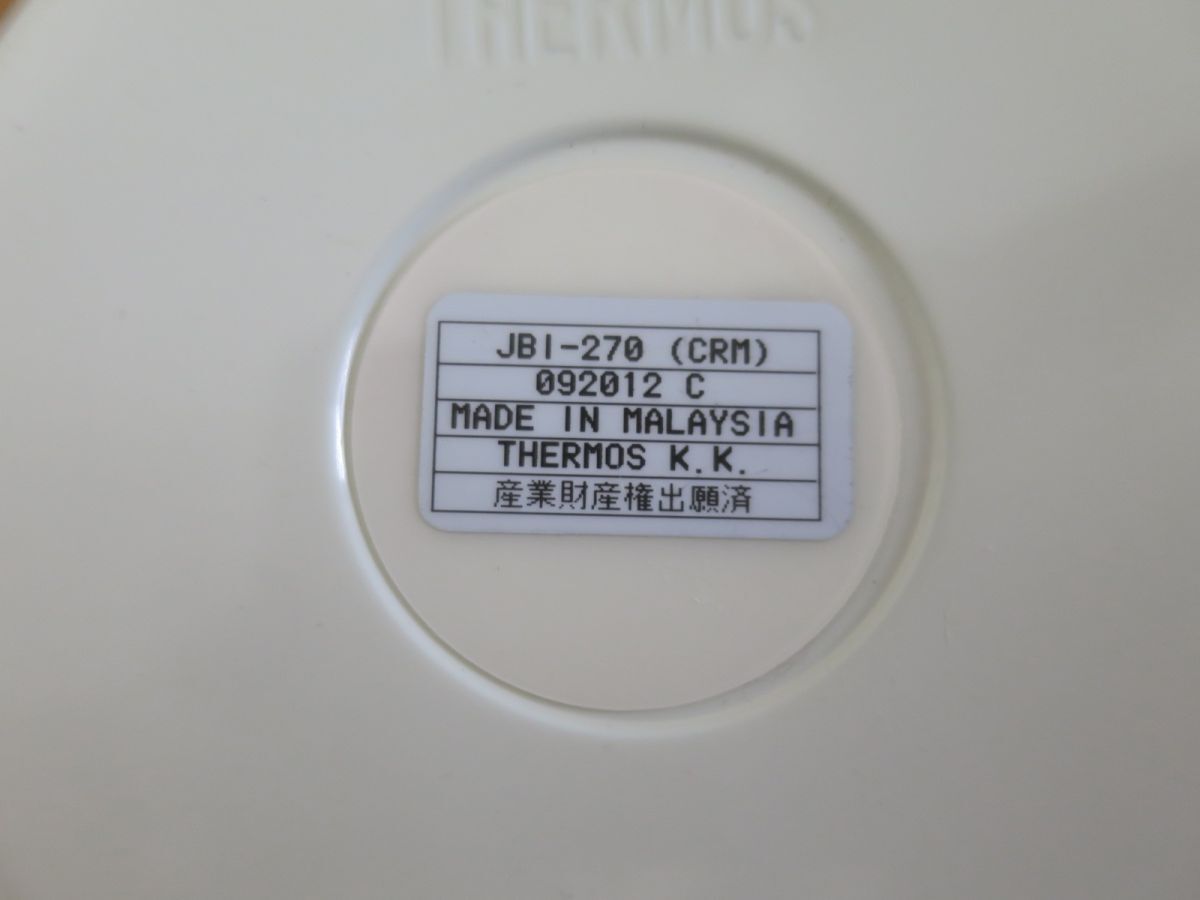 THERMOS
JBI-270 (CRM)
092012 C
MADE IN MALAYSIA
THERMOS K.K.
産業財産権出願済